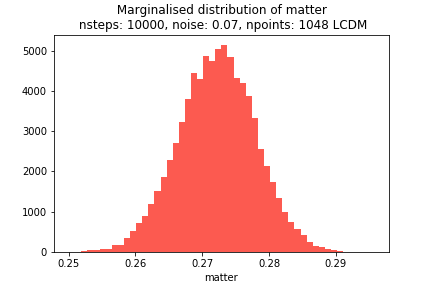 Marginalised distribution of matter
nsteps: 10000, noise: 0.07, npoints: 1048 LCDM
5000
4000
3000
2000
1000
0
0.25 0.26 0.27 0.28 0.29
matter